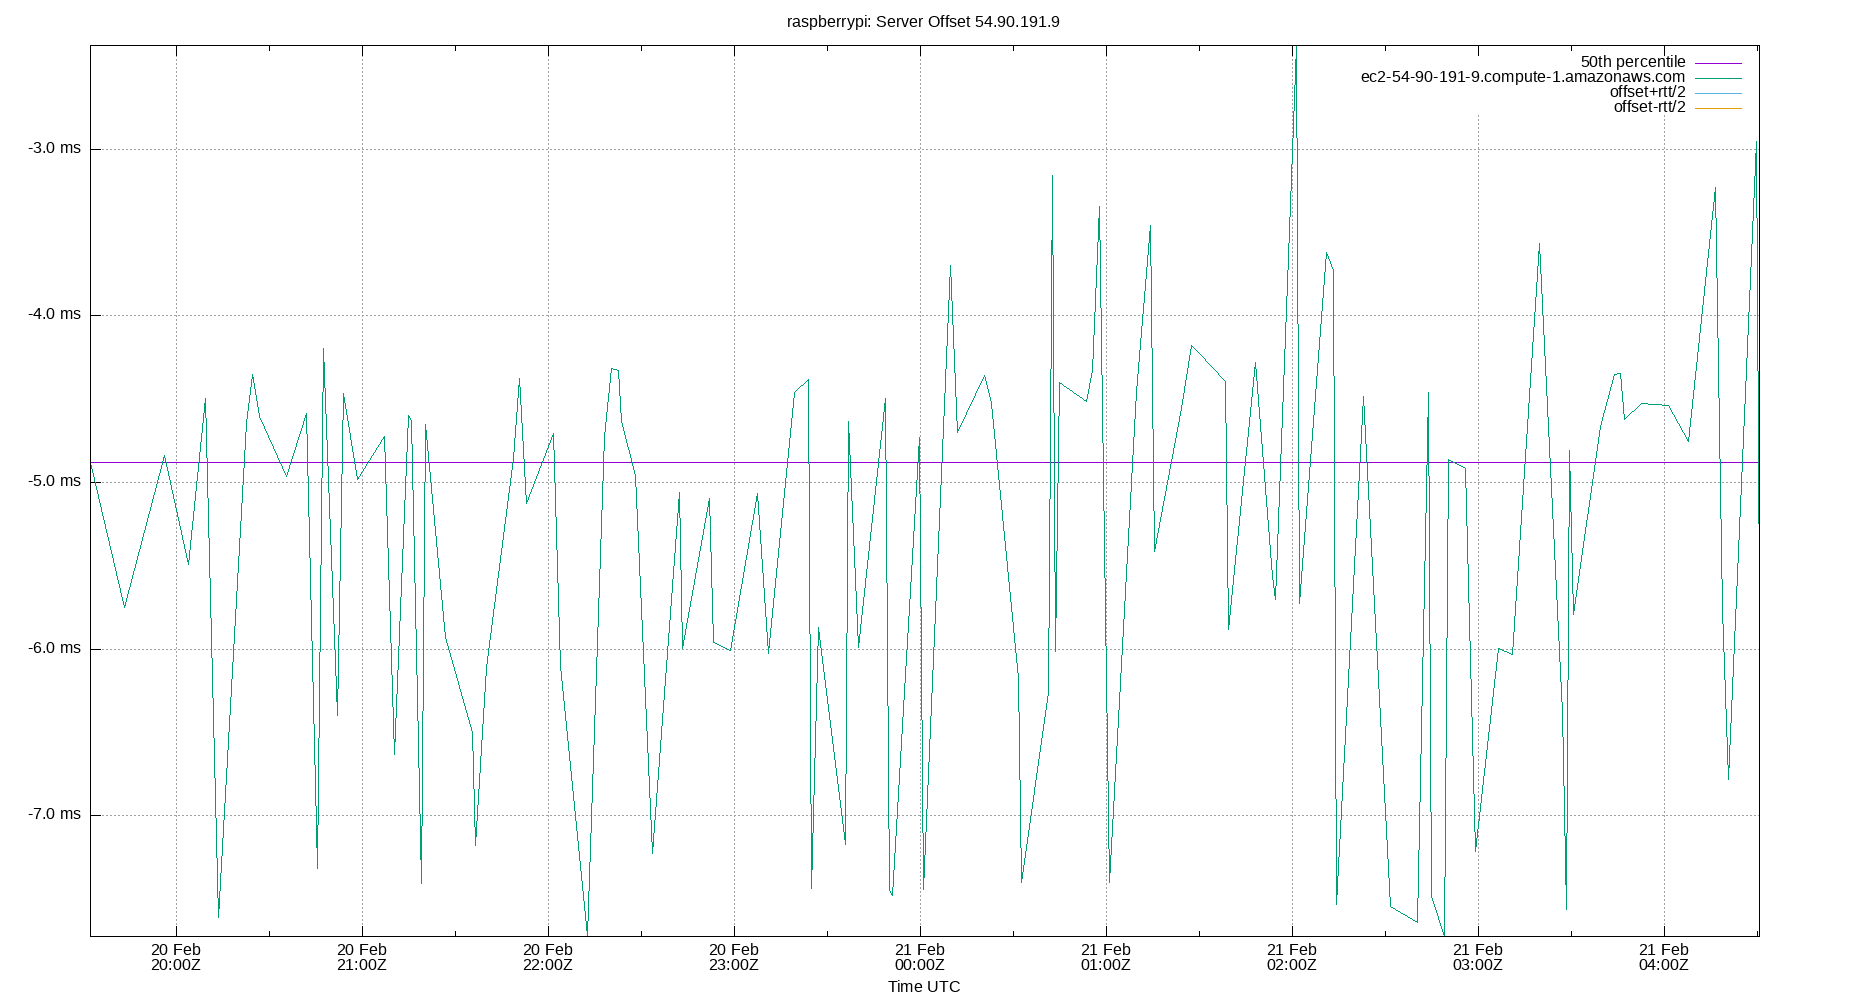 raspberrypi: Server Offset 54.90.191.9
50th percentile
ec2-54-90-191-9.compute-1.amazonaws.com
offset+rtt/2
offset-rtt/2
-3.0 ms
-4.0 ms
-5.0 ms
-6.0 ms
-7.0 ms
20 Feb 20 Feb 20 Feb 20 Feb 21 Feb 21 Feb 21 Feb 21 Feb 21 Feb
20:00Z 21:00Z 22:00Z 23:00Z 00:00Z 01:00Z 02:00Z 03:00Z 04:00Z
Time UTC